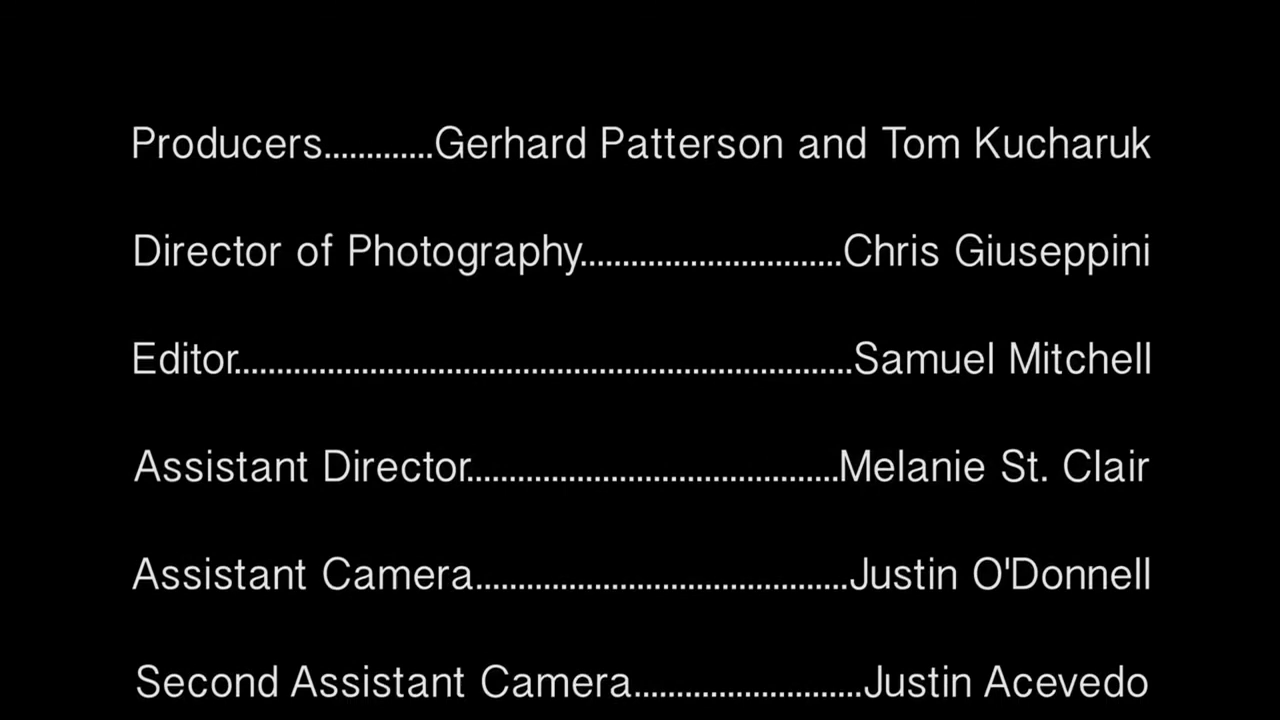 Producers.............Gerhard Patterson and Tom Kucharuk
Director of Photography...............................Chris Giuseppini
Editor.........................................................................Samuel Mitchell
Assistant Director............................................Melanie St. Clair
Assistant Camera............................................Justin O'Donnell
Second Assistant Camera...........................Justin Acevedo